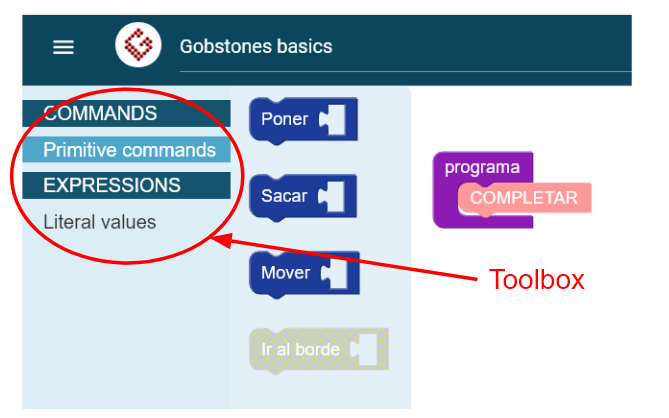 Gobstones basics
COMMANDS
Primitive commands
EXPRESSIONS
Literal values
Poner
Sacar
Mover
Ir al borde
programa
COMPLETAR
Toolbox